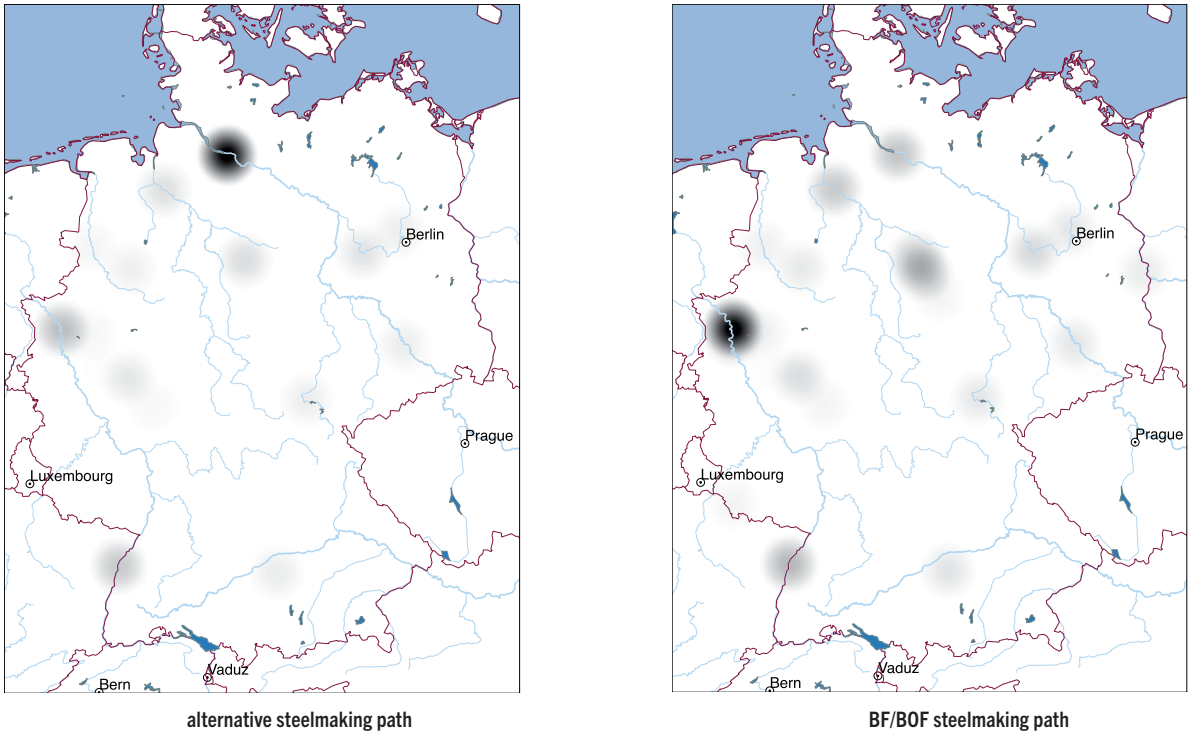 Berlin
Prague
Luxembourg
Vaduz
Bern
alternative steelmaking path
Berlin
Prague
Luxembourg
Vaduz
Bern
BF/BOF steelmaking path